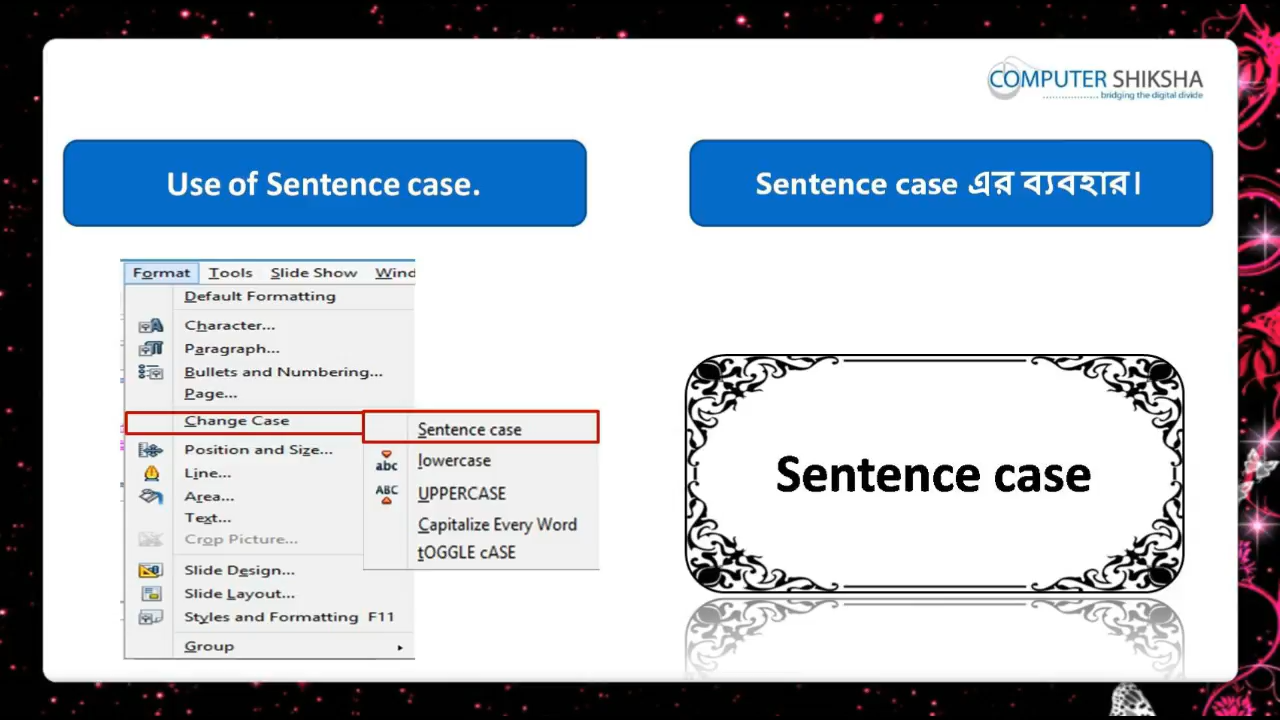 COMPUTER SHIKSHA
bridging the digital divide
Use of Sentence case.
Sentence case এর ব্যবহার।
Format Tools Slide Show Wind
Default Formatting
Character...
Paragraph...
Bullets and Numbering...
Page...
Change Case
Position and Size...
Line...
Area...
Text...
Crop Picture...
Slide Design...
Slide Layout...
Styles and Formatting F11
Group
Sentence case
abc lowercase
ABC UPPERCASE
Capitalize Every Word
tOGGLE cASE
Sentence case